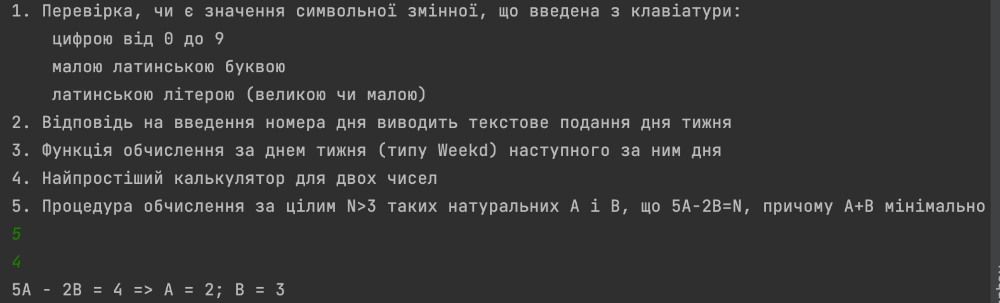 1. Перевірка, чи є значення символьної змінної, що введена з клавіатури:
цифрою від 0 до 9
малою латинською буквою
латинською літерою (великою чи малою)
2. Відповідь на введення номера дня виводить текстове подання дня тижня
3. Функція обчислення за днем тижня (типу Weekd) наступного за ним дня
4. Найпростіший калькулятор для двох чисел
5. Процедура обчислення за цілим N>3 таких натуральних A і B, що 5A-2B=N, причому A+B мінімально
5
4
5A - 2B = 4 => A = 2; B = 3